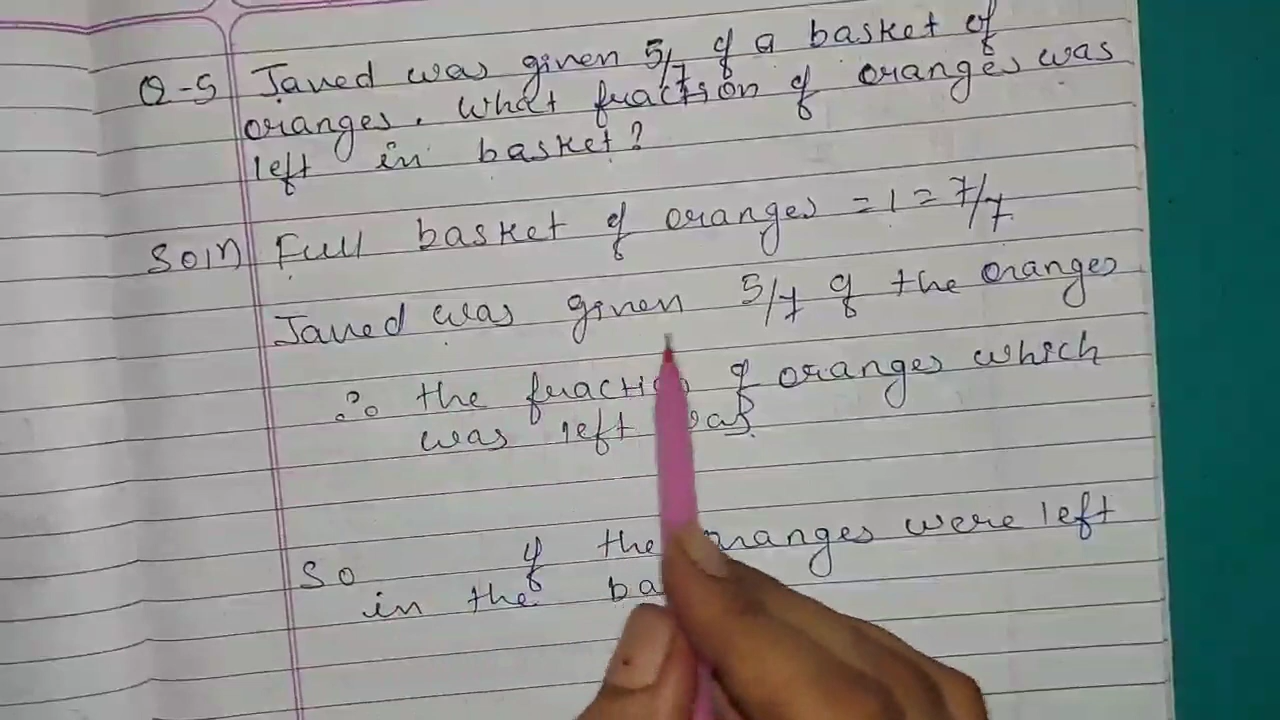 Q-5 Javed was given 5/7 of a basket of
oranges. What fraction of oranges was
left in basket?
Soln Full basket of oranges = 1 = 7/7
Javed was given 5/7 of the oranges
∴ the of oranges which
was left was
So of the oranges were left
in the